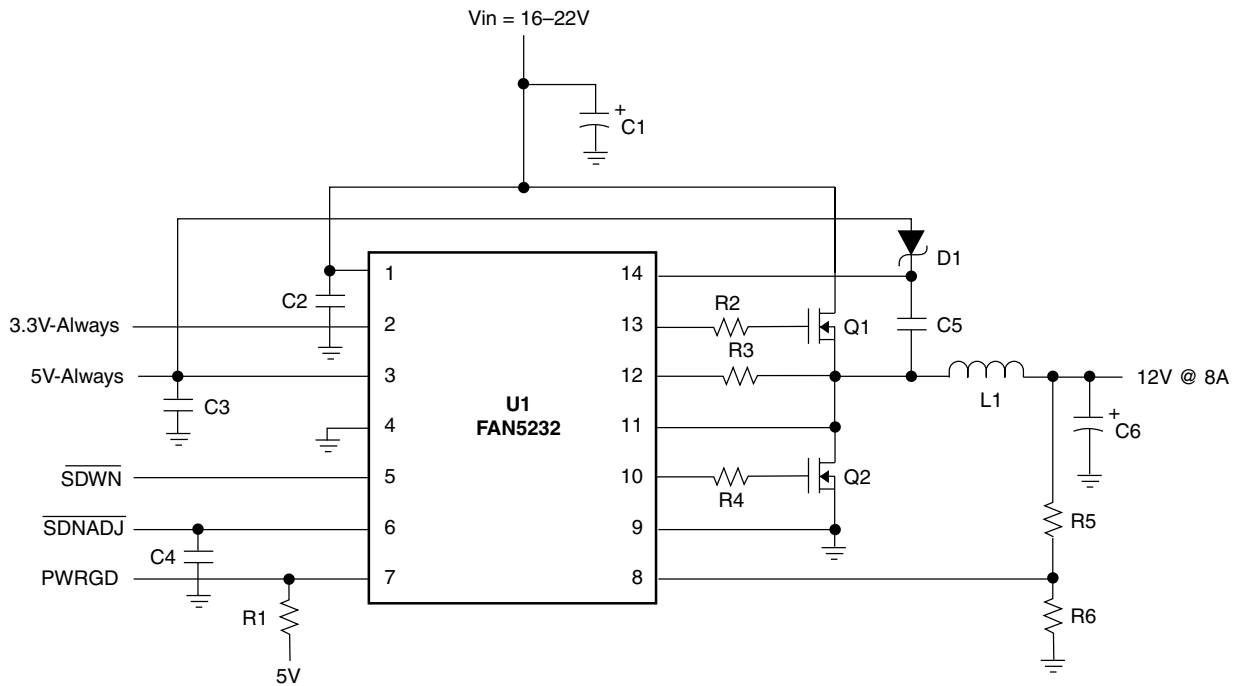 Vin = 16–22V
+
C1
D1
1
14
C2
R2
3.3V-Always
2
13
Q1
C5
R3
5V-Always
3
12
12V @ 8A
C3
U1
FAN5232
L1
+
C6
4
11
SDWN
5
10
Q2
R4
SDNADJ
6
9
R5
C4
PWRGD
7
8
R1
R6
5V